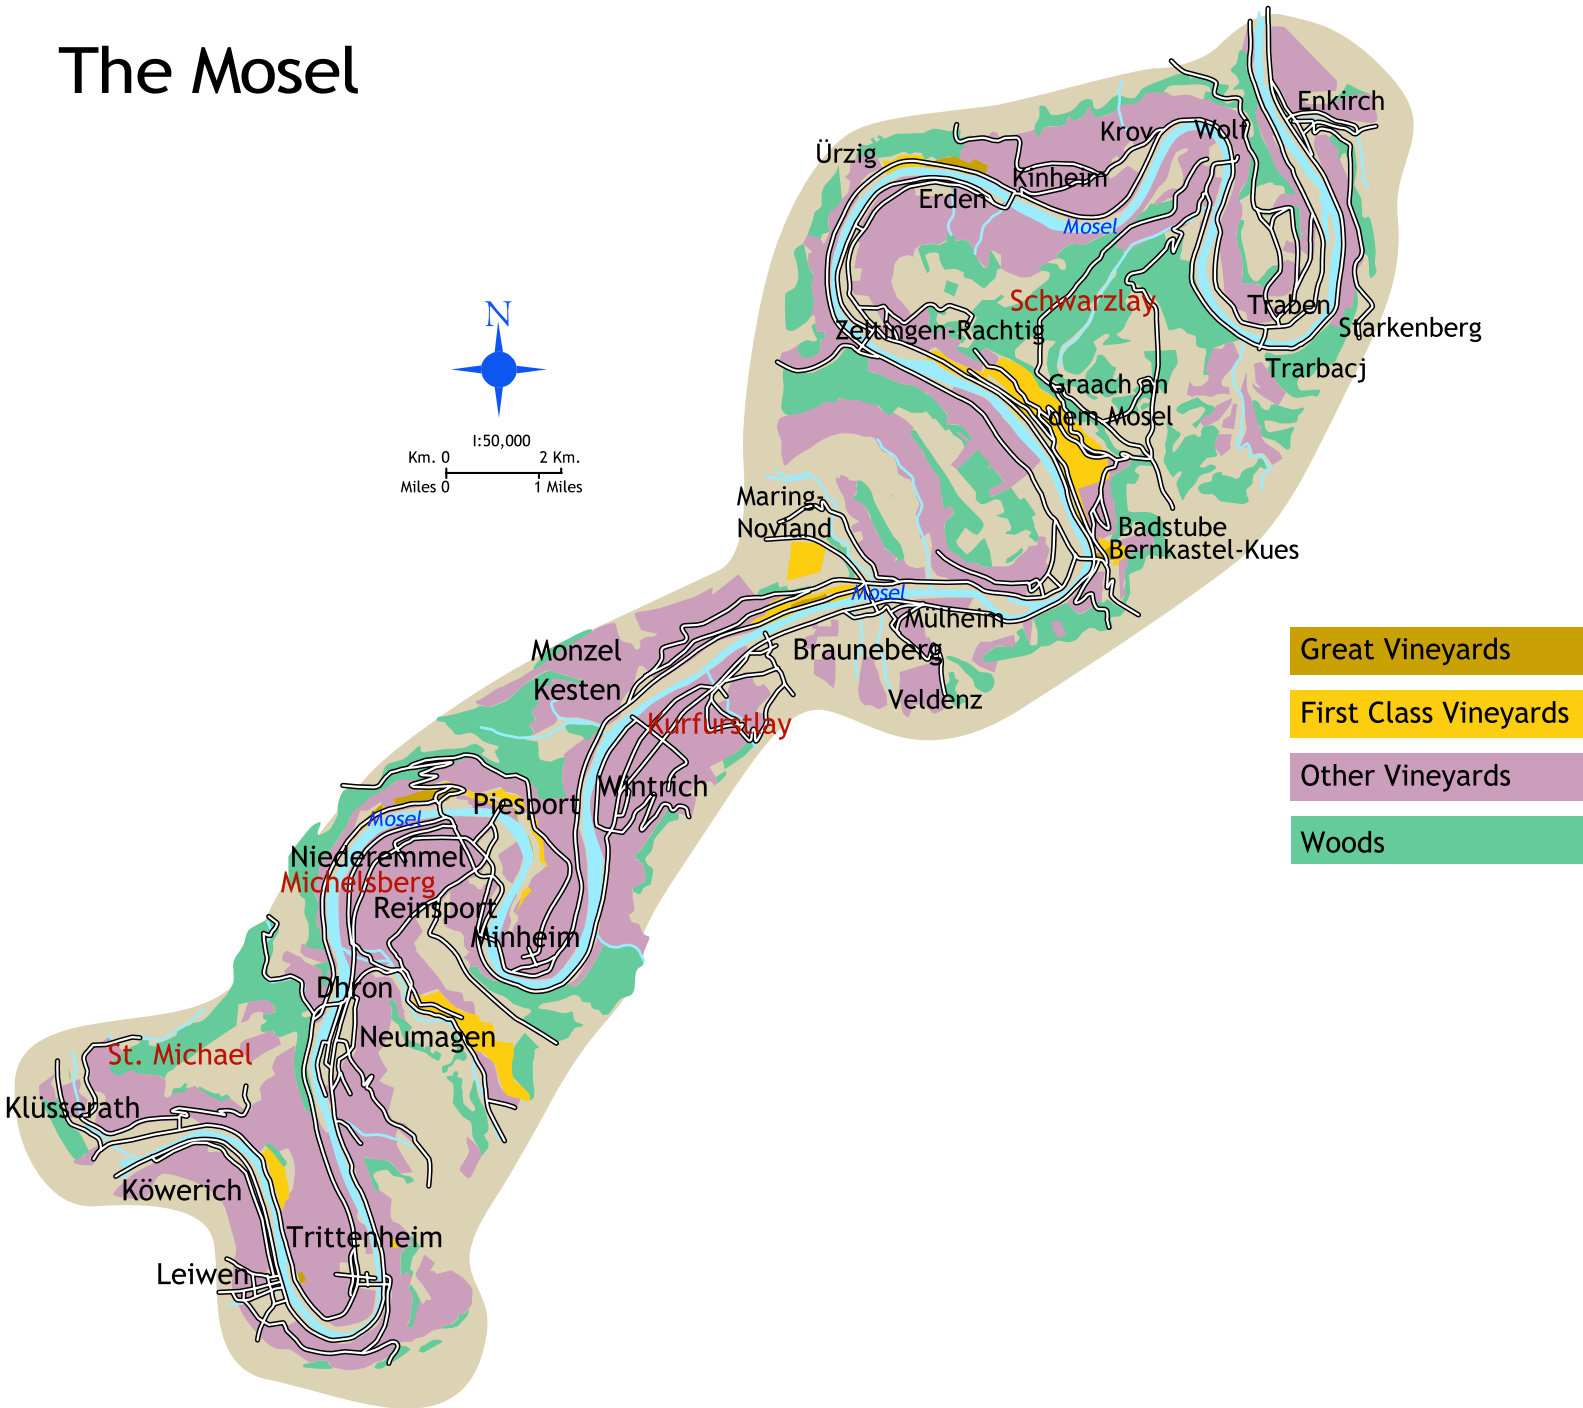 The Mosel
Enkirch
Krov
Wolf
Ürzig
Kinheim
Erden
Mosel
Schwarzlay
Traben
Starkenberg
Zeltingen-Rachtig
Trarbacj
Graach an
dem Mosel
N
1:50,000
Km. 0 2 Km.
Miles 0 1 Miles
Maring-
Noviand
Badstube
Bernkastel-Kues
Mosel
Mülheim
Brauneberg
Monzel
Kesten
Veldenz
Kurfurstlay
Great Vineyards
First Class Vineyards
Other Vineyards
Woods
Wintrich
Piesport
Mosel
Niederemmel
Michelsberg
Reinsport
Minheim
Dhron
Neumagen
St. Michael
Klüsserath
Köwerich
Trittenheim
Leiwen